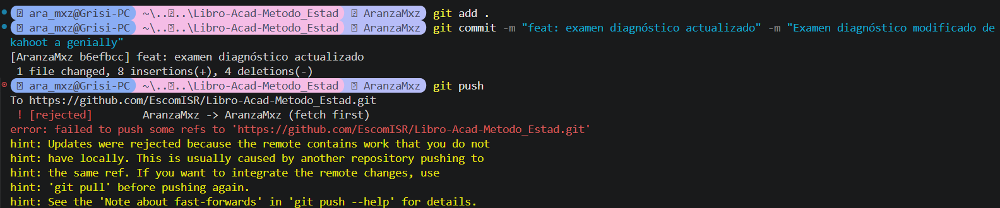 ara_mxz@Grisi-PC ~\..\..\Libro-Acad-Metodo_Estad AranzaMxz git add .
ara_mxz@Grisi-PC ~\..\..\Libro-Acad-Metodo_Estad AranzaMxz git commit -m "feat: examen diagnóstico actualizado" -m "Examen diagnóstico modificado de
kahoot a genially"
[AranzaMxz b6efbcc] feat: examen diagnóstico actualizado
1 file changed, 8 insertions(+), 4 deletions(-)
ara_mxz@Grisi-PC ~\..\..\Libro-Acad-Metodo_Estad AranzaMxz git push
To https://github.com/EscomISR/Libro-Acad-Metodo_Estad.git
! [rejected] AranzaMxz -> AranzaMxz (fetch first)
error: failed to push some refs to 'https://github.com/EscomISR/Libro-Acad-Metodo_Estad.git'
hint: Updates were rejected because the remote contains work that you do not
hint: have locally. This is usually caused by another repository pushing to
hint: the same ref. If you want to integrate the remote changes, use
hint: 'git pull' before pushing again.
hint: See the 'Note about fast-forwards' in 'git push --help' for details.